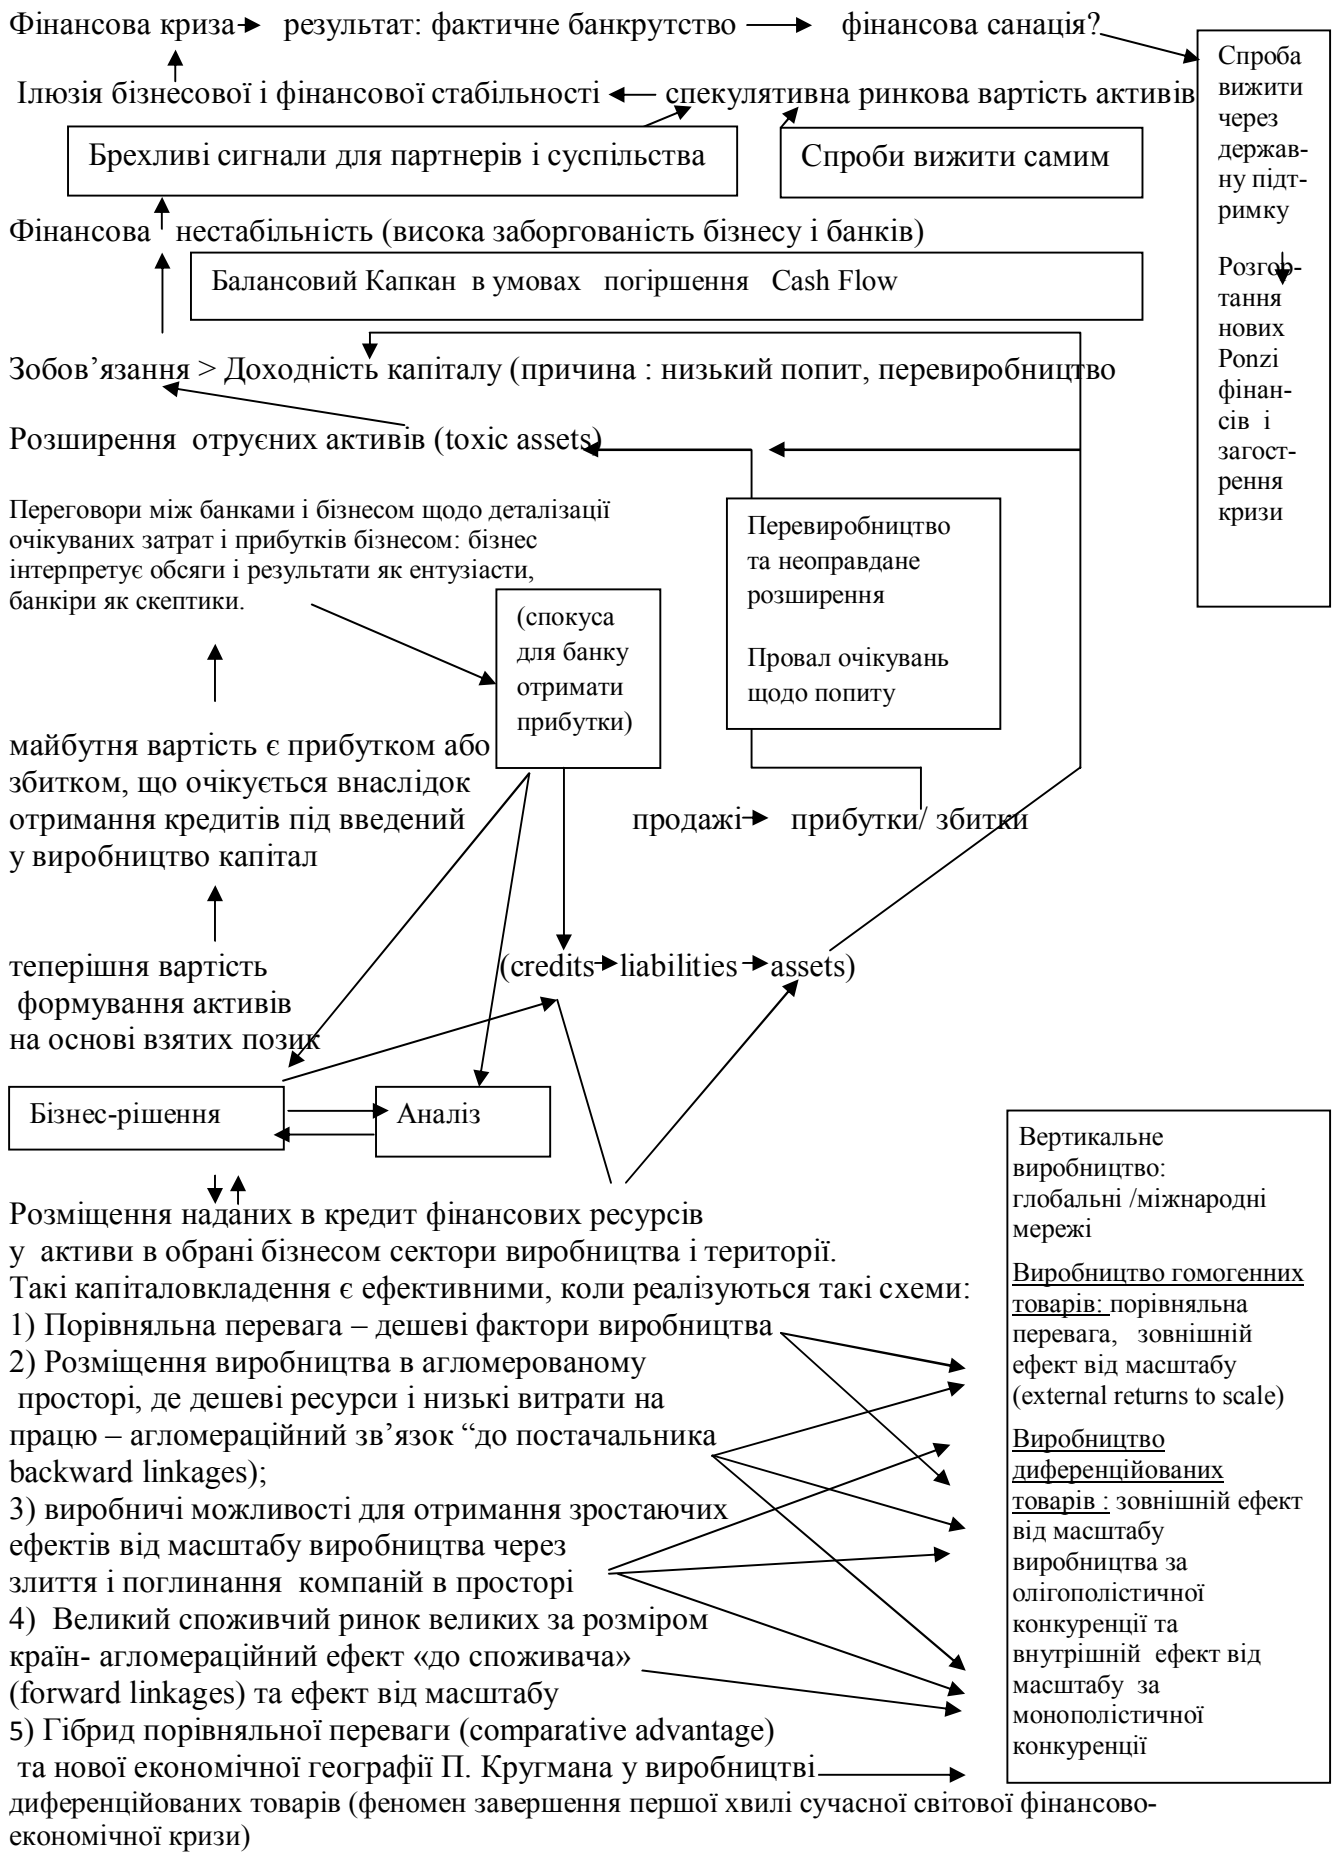 Фінансова криза результат: фактичне банкрутство фінансова санація?
Ілюзія бізнесової і фінансової стабільності спекулятивна ринкова вартість активів
Спроба
вижити
через
держав-
ну підт-
римку
Розгор-
тання
нових
Ponzi
фінан-
сів і
загост-
рення
кризи
Брехливі сигнали для партнерів і суспільства
Спроби вижити самим
Фінансова нестабільність (висока заборгованість бізнесу і банків)
Балансовий Капкан в умовах погіршення Cash Flow
Зобов’язання > Доходність капіталу (причина : низький попит, перевиробництво
Розширення отруєних активів (toxic assets)
Переговори між банками і бізнесом щодо деталізації
очікуваних затрат і прибутків бізнесом: бізнес
інтерпретує обсяги і результати як ентузіасти,
банкіри як скептики.
(спокуса
для банку
отримати
прибутки)
Перевиробництво
та неоправдане
розширення
Провал очікувань
щодо попиту
майбутня вартість є прибутком або
збитком, що очікується внаслідок
отримання кредитів під введений
у виробництво капітал
продажі прибутки/ збитки
теперішня вартість
формування активів
на основі взятих позик
(credits liabilities assets)
Бізнес-рішення
Аналіз
Розміщення наданих в кредит фінансових ресурсів
у активи в обрані бізнесом сектори виробництва і території.
Такі капіталовкладення є ефективними, коли реалізуються такі схеми:
1) Порівняльна перевага – дешеві фактори виробництва
2) Розміщення виробництва в агломерованому
просторі, де дешеві ресурси і низькі витрати на
працю – агломераційний зв’язок “до постачальника
backward linkages);
3) виробничі можливості для отримання зростаючих
ефектів від масштабу виробництва через
злиття і поглинання компаній в просторі
4) Великий споживчий ринок великих за розміром
країн- агломераційний ефект «до споживача»
(forward linkages) та ефект від масштабу
5) Гібрид порівняльної переваги (comparative advantage)
та нової економічної географії П. Кругмана у виробництві
диференційованих товарів (феномен завершення першої хвилі сучасної світової фінансово-
економічної кризи)
Вертикальне
виробництво:
глобальні /міжнародні
мережі
Виробництво гомогенних
товарів: порівняльна
перевага, зовнішній
ефект від масштабу
(external returns to scale)
Виробництво
диференційованих
товарів : зовнішній ефект
від масштабу
виробництва за
олігополістичної
конкуренції та
внутрішній ефект від
масштабу за
монополістичної
конкуренції